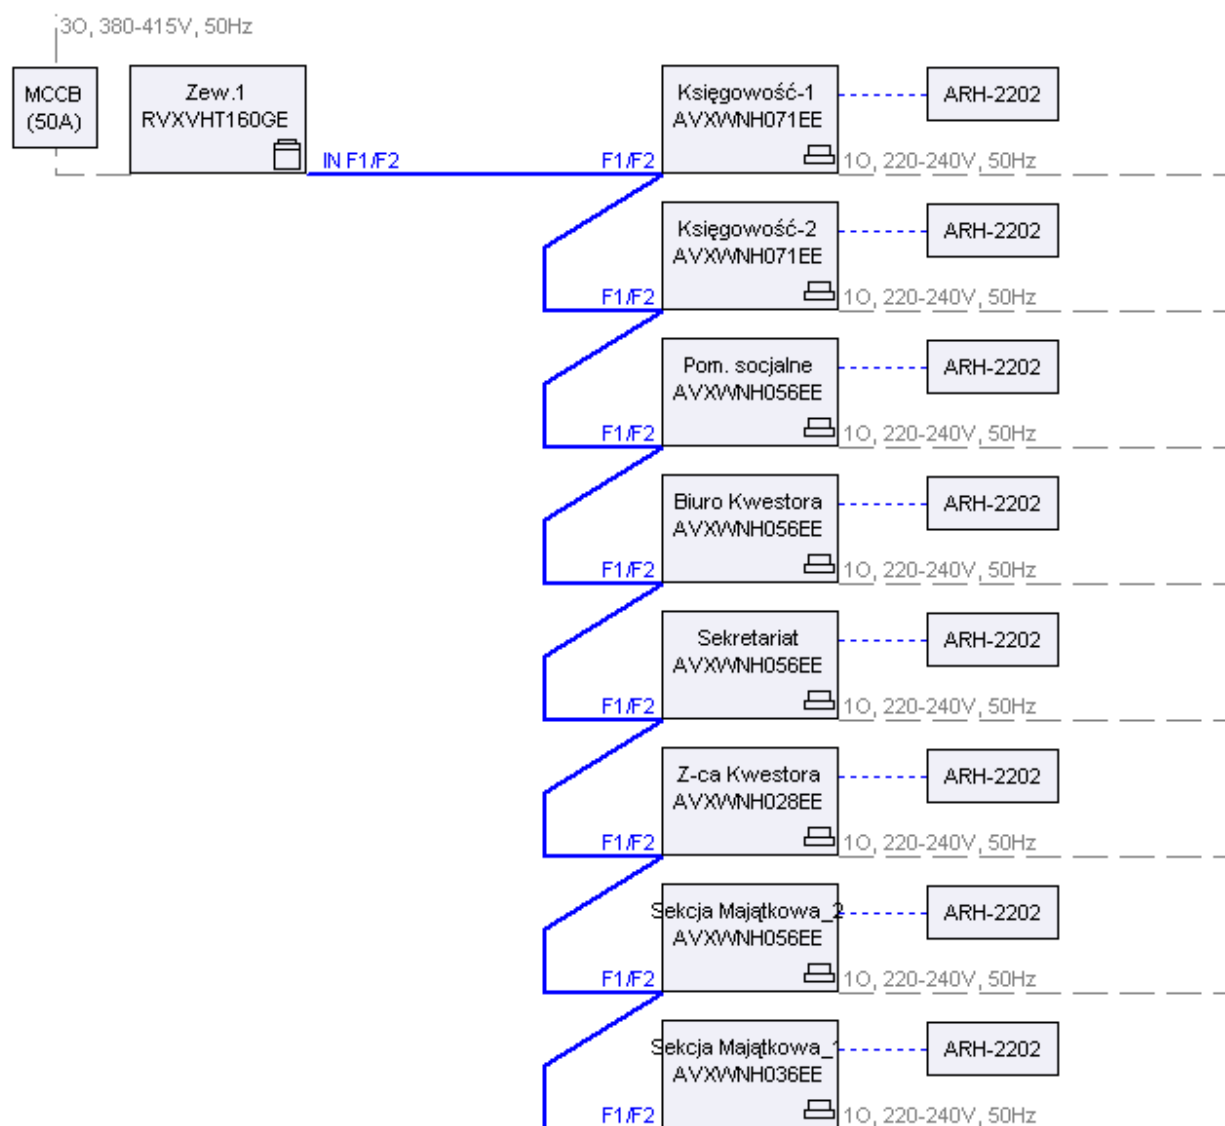 3O, 380-415V, 50Hz
MCCB
(50A)
Zew.1
RVXVHT160GE
IN F1/F2
F1/F2
Księgowość-1
AVXWNH071EE
ARH-2202
1O, 220-240V, 50Hz
Księgowość-2
AVXWNH071EE
ARH-2202
F1/F2
1O, 220-240V, 50Hz
Pom. socjalne
AVXWNH056EE
ARH-2202
F1/F2
1O, 220-240V, 50Hz
Biuro Kwestora
AVXWNH056EE
ARH-2202
F1/F2
1O, 220-240V, 50Hz
Sekretariat
AVXWNH056EE
ARH-2202
F1/F2
1O, 220-240V, 50Hz
Z-ca Kwestora
AVXWNH028EE
ARH-2202
F1/F2
1O, 220-240V, 50Hz
Sekcja Majątkowa_2
AVXWNH056EE
ARH-2202
F1/F2
1O, 220-240V, 50Hz
Sekcja Majątkowa_1
AVXWNH036EE
ARH-2202
F1/F2
1O, 220-240V, 50Hz